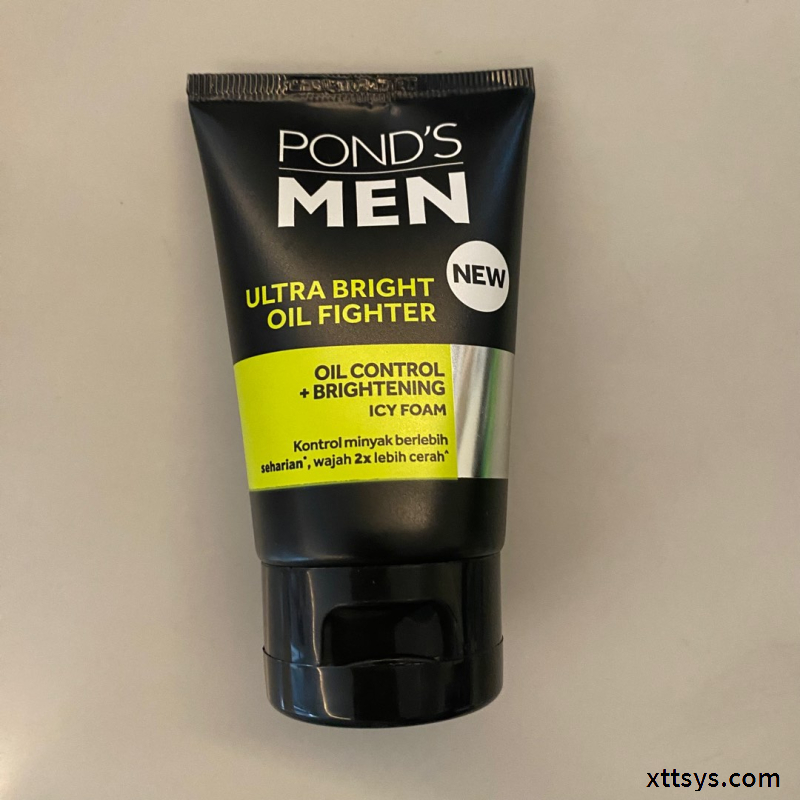 POND'S
MEN
NEW
ULTRA BRIGHT
OIL FIGHTER
OIL CONTROL
+ BRIGHTENING
ICY FOAM
Kontrol minyak berlebih
seharian*, wajah 2x lebih cerah^
xttsys.com